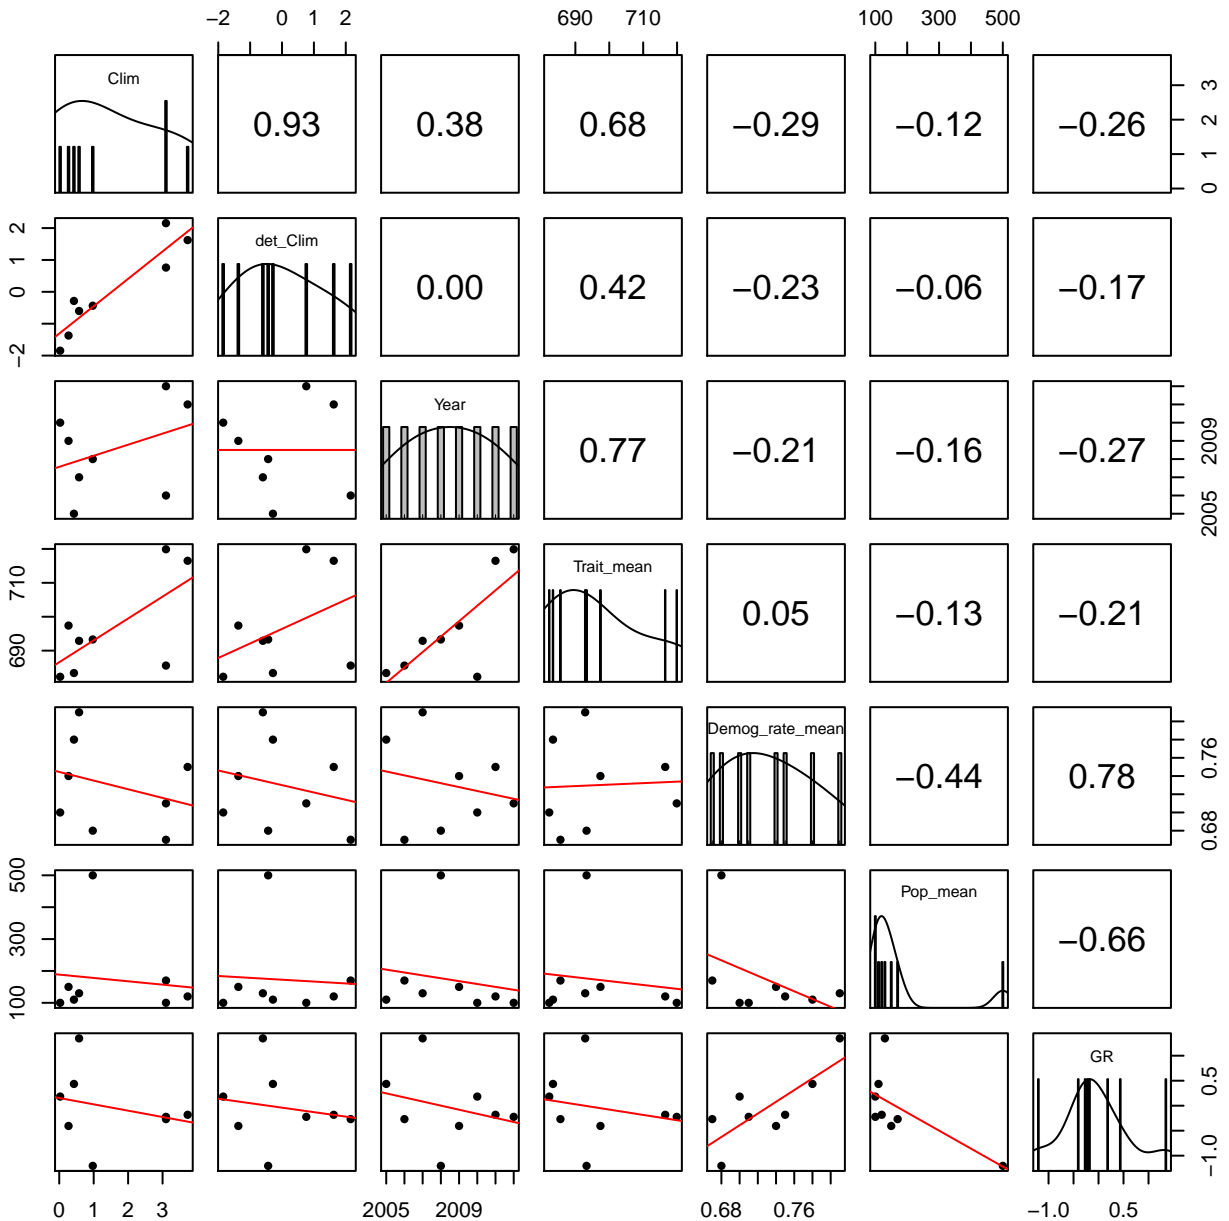 −2 0 1 2 690 710 100 300 500
Clim 0.93 0.38 0.68 −0.29 −0.12 −0.26 0 1 2 3
−2 0 1 2 det_Clim 0.00 0.42 −0.23 −0.06 −0.17
Year 0.77 −0.21 −0.16 −0.27 2005 2009
690 710 Trait_mean 0.05 −0.13 −0.21
Demog_rate_mean −0.44 0.78 0.68 0.76
100 300 500 Pop_mean −0.66
GR −1.0 0.5
0 1 2 3 2005 2009 0.68 0.76 −1.0 0.5